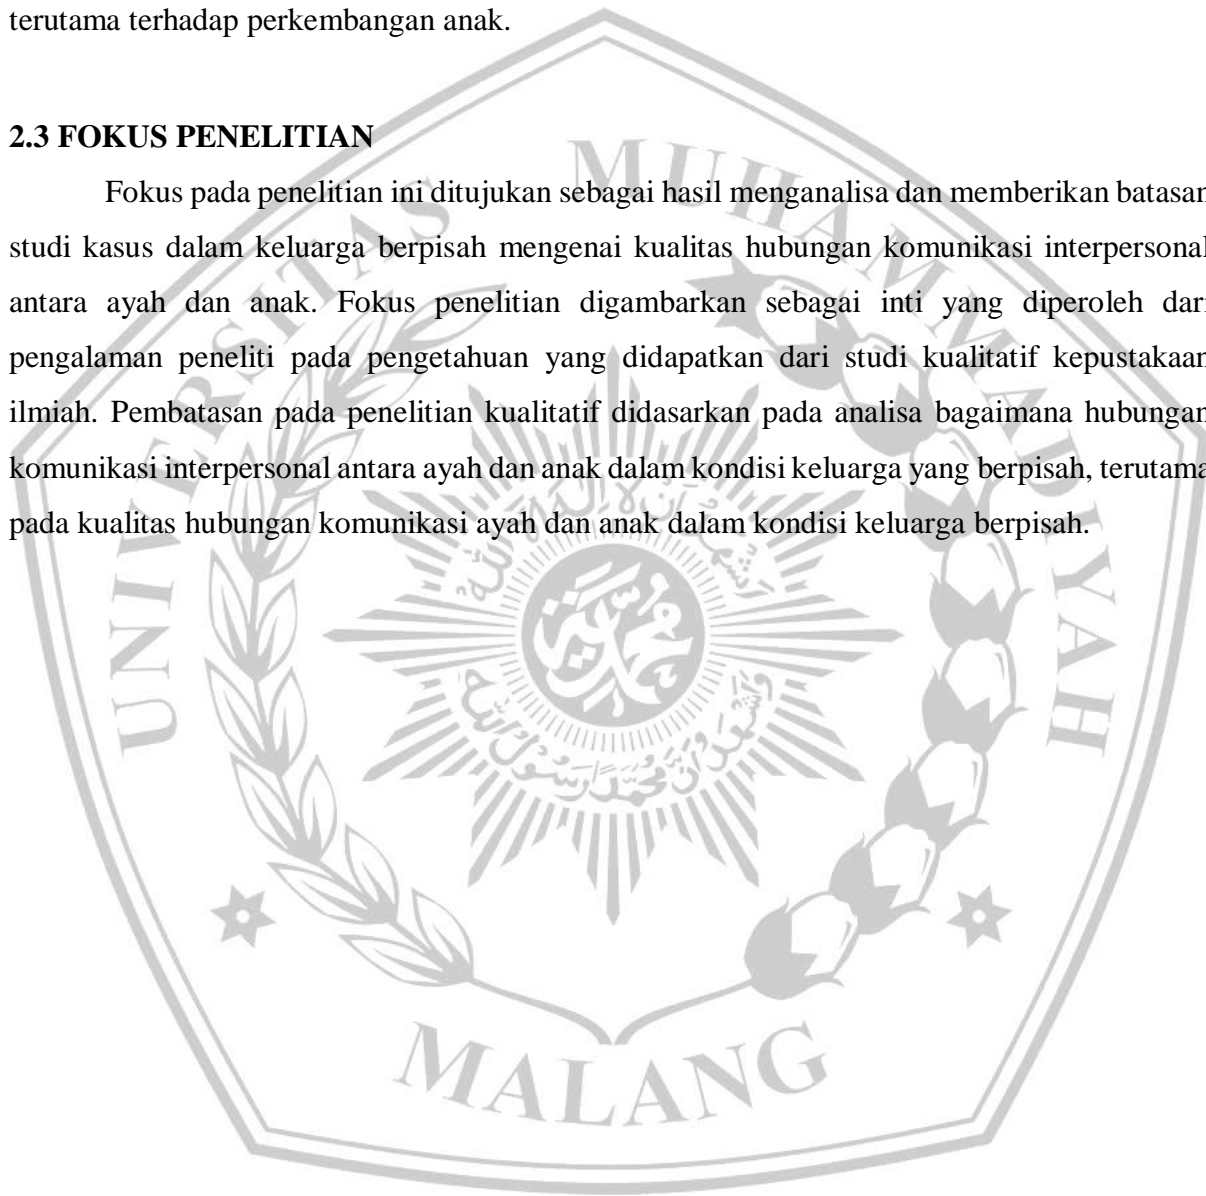 terutama terhadap perkembangan anak.
2.3 FOKUS PENELITIAN
Fokus pada penelitian ini ditujukan sebagai hasil menganalisa dan memberikan batasan
studi kasus dalam keluarga berpisah mengenai kualitas hubungan komunikasi interpersonal
antara ayah dan anak. Fokus penelitian digambarkan sebagai inti yang diperoleh dari
pengalaman peneliti pada pengetahuan yang didapatkan dari studi kualitatif kepustakaan
ilmiah. Pembatasan pada penelitian kualitatif didasarkan pada analisa bagaimana hubungan
komunikasi interpersonal antara ayah dan anak dalam kondisi keluarga yang berpisah, terutama
pada kualitas hubungan komunikasi ayah dan anak dalam kondisi keluarga berpisah.
UNIVERSITAS MUHAMMADIYAH
MALANG